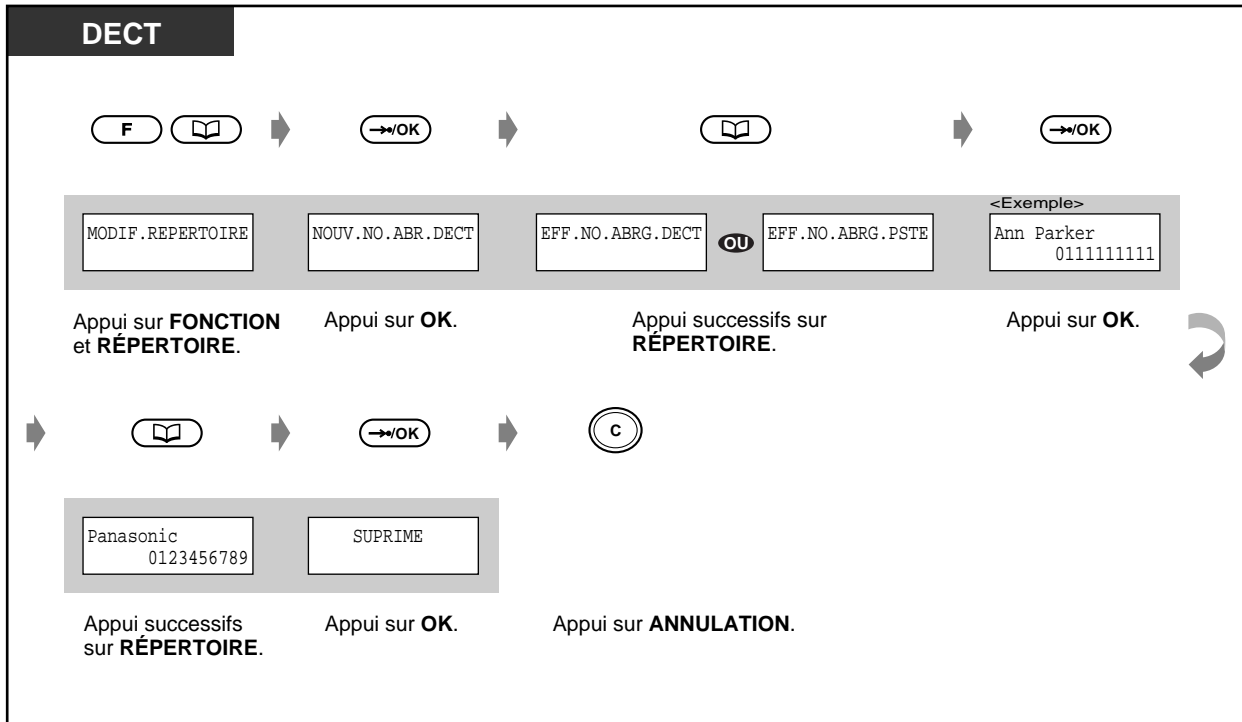 DECT
F →•/OK →•/OK
<Exemple>
MODIF.REPERTOIRE NOUV.NO.ABR.DECT EFF.NO.ABRG.DECT OU EFF.NO.ABRG.PSTE Ann Parker
0111111111
Appui sur FONCTION
et RÉPERTOIRE.
Appui sur OK.
Appui successifs sur
RÉPERTOIRE.
Appui sur OK.
→•/OK C
Panasonic
0123456789
SUPRIME
Appui successifs
sur RÉPERTOIRE.
Appui sur OK.
Appui sur ANNULATION.